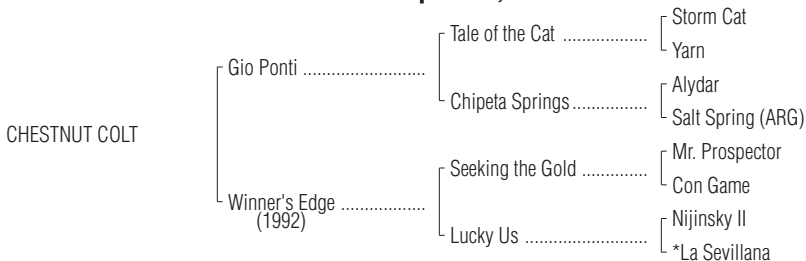 Storm Cat
Tale of the Cat ..................
Yarn
Gio Ponti ..........................
Alydar
Chipeta Springs................
Salt Spring (ARG)
CHESTNUT COLT
Mr. Prospector
Seeking the Gold ..............
Con Game
Winner's Edge ..................
(1992)
Nijinsky II
Lucky Us ..........................
*La Sevillana